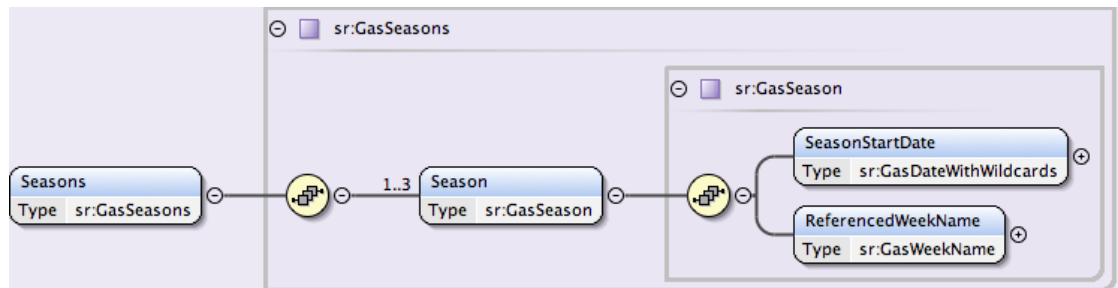 sr:GasSeasons
sr:GasSeason
SeasonStartDate
Type sr:GasDateWithWildcards
Seasons
Type sr:GasSeasons
1..3
Season
Type sr:GasSeason
ReferencedWeekName
Type sr:GasWeekName